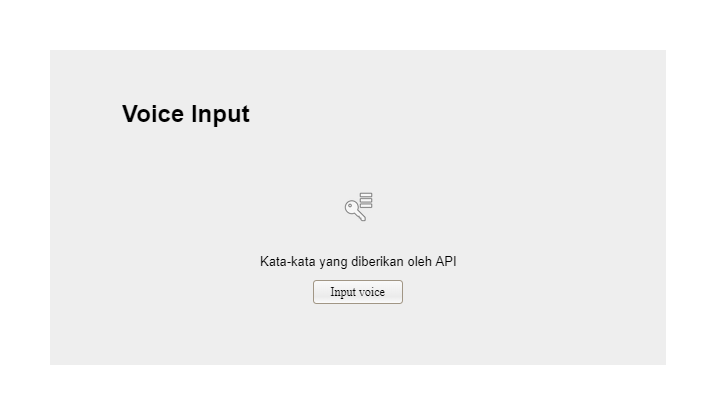 Voice Input
Kata-kata yang diberikan oleh API
Input voice